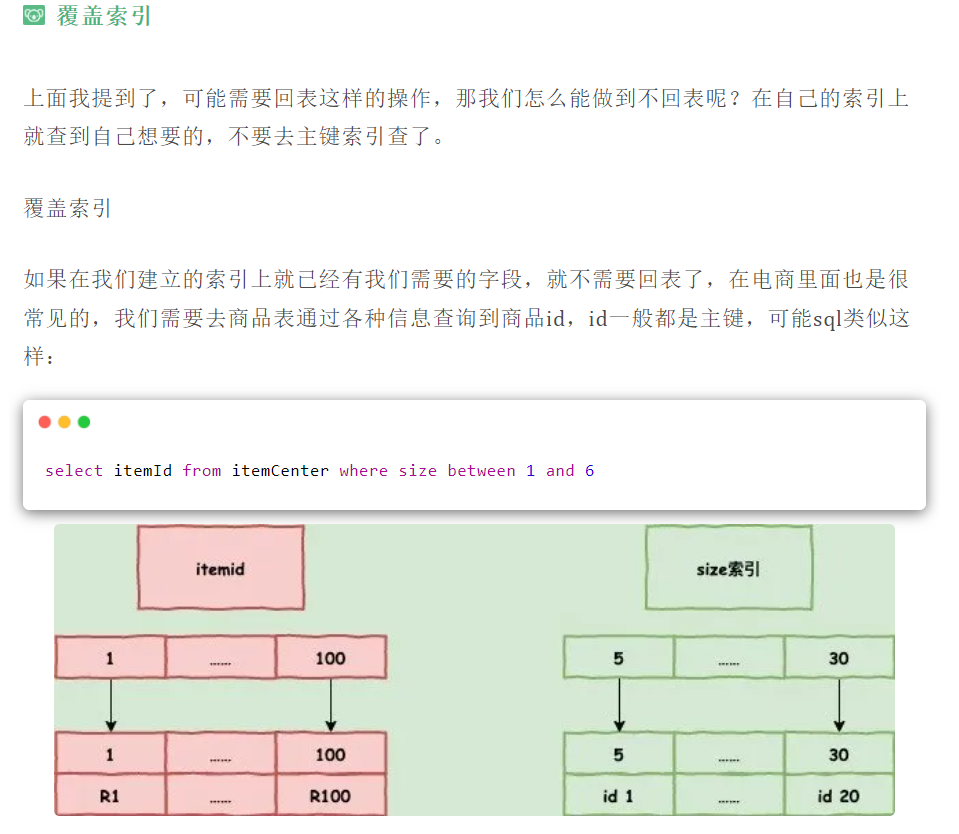 覆盖索引
上面我提到了，可能需要回表这样的操作，那我们怎么能做到不回表呢？在自己的索引上
就查到自己想要的，不要去主键索引查了。
覆盖索引
如果在我们建立的索引上就已经有我们需要的字段，就不需要回表了，在电商里面也是很
常见的，我们需要去商品表通过各种信息查询到商品id，id一般都是主键，可能sql类似这
样：
select itemId from itemCenter where size between 1 and 6
itemid size索引
1 …… 100 5 …… 30
1 …… 100 5 …… 30
R1 …… R100 id 1 …… id 20